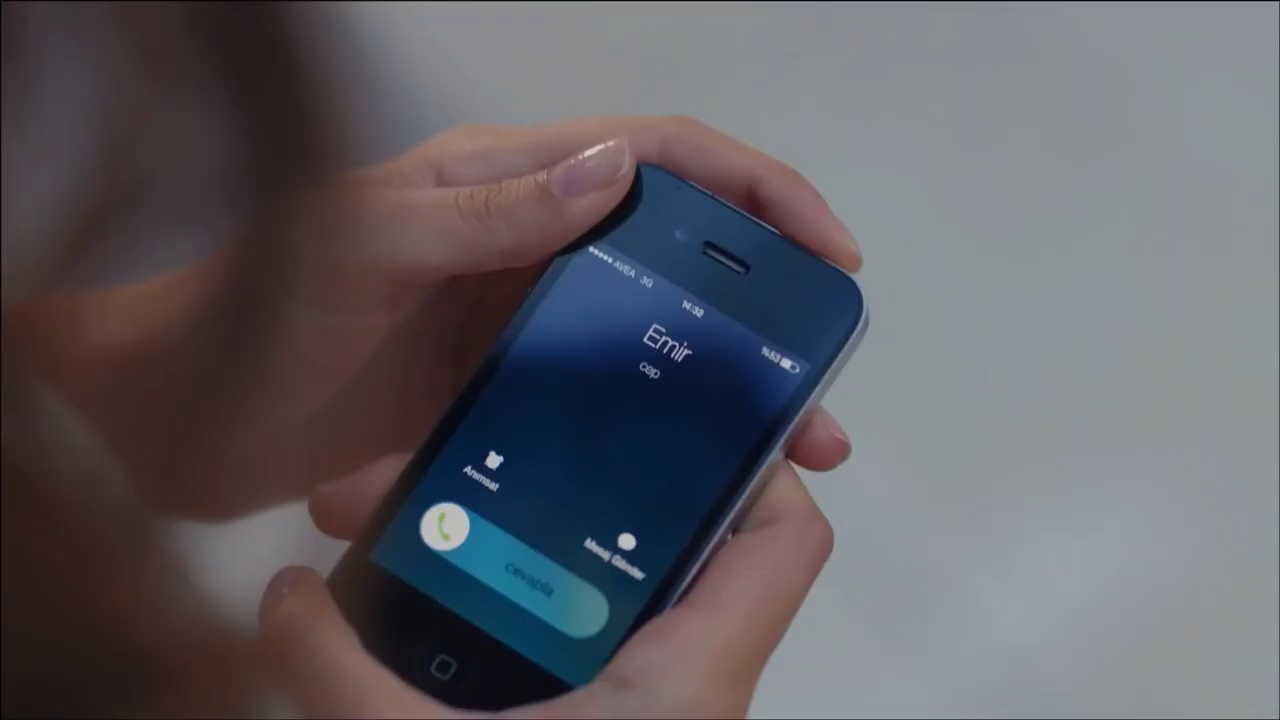 AVEA 3G
14:32
%53
Emir
cep
Anımsat
Mesaj Gönder
cevapla